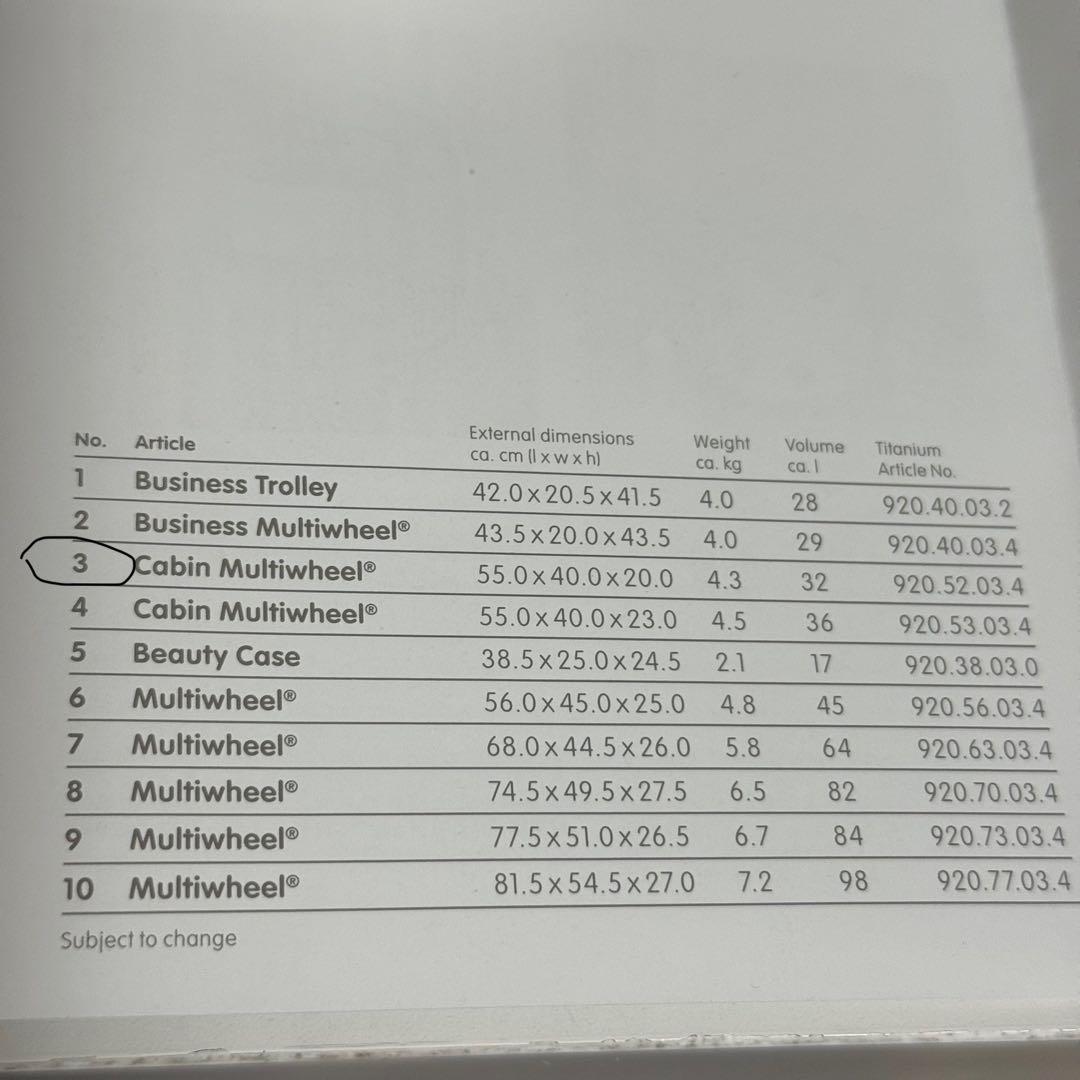 No. Article External dimensions ca. cm (l x w x h) Weight ca. kg Volume ca. l Titanium Article No.
1 Business Trolley 42.0 x 20.5 x 41.5 4.0 28 920.40.03.2
2 Business Multiwheel® 43.5 x 20.0 x 43.5 4.0 29 920.40.03.4
3 Cabin Multiwheel® 55.0 x 40.0 x 20.0 4.3 32 920.52.03.4
4 Cabin Multiwheel® 55.0 x 40.0 x 23.0 4.5 36 920.53.03.4
5 Beauty Case 38.5 x 25.0 x 24.5 2.1 17 920.38.03.0
6 Multiwheel® 56.0 x 45.0 x 25.0 4.8 45 920.56.03.4
7 Multiwheel® 68.0 x 44.5 x 26.0 5.8 64 920.63.03.4
8 Multiwheel® 74.5 x 49.5 x 27.5 6.5 82 920.70.03.4
9 Multiwheel® 77.5 x 51.0 x 26.5 6.7 84 920.73.03.4
10 Multiwheel® 81.5 x 54.5 x 27.0 7.2 98 920.77.03.4
Subject to change